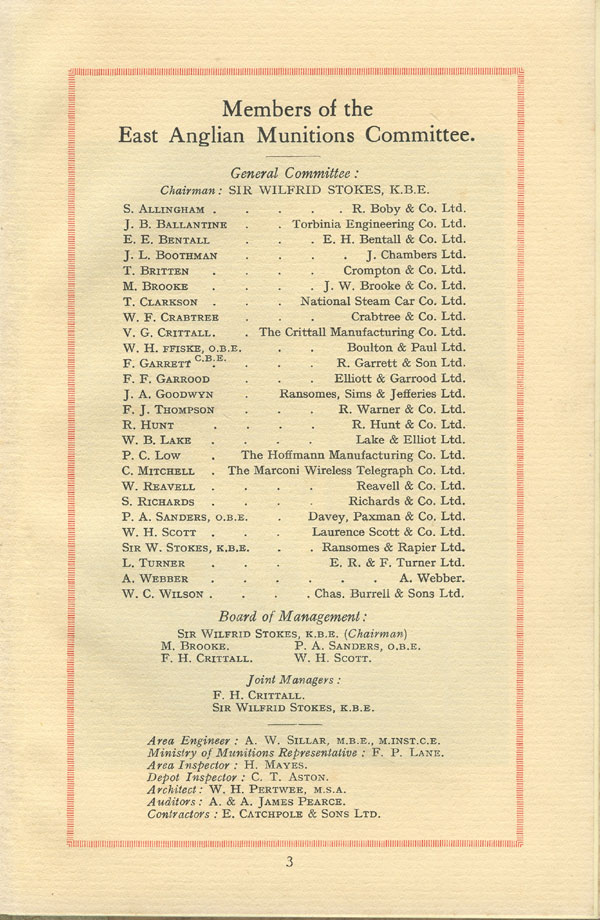 Members of the
East Anglian Munitions Committee.
General Committee :
Chairman : SIR WILFRID STOKES, K.B.E.
S. ALLINGHAM . . . . . R. Boby & Co. Ltd.
J. B. BALLANTINE . . Torbinia Engineering Co. Ltd.
E. E. BENTALL . . . E. H. Bentall & Co. Ltd.
J. L. BOOTHMAN . . . . J. Chambers Ltd.
T. BRITTEN . . . . Crompton & Co. Ltd.
M. BROOKE . . . . J. W. Brooke & Co. Ltd.
T. CLARKSON . . . National Steam Car Co. Ltd.
W. F. CRABTREE . . . Crabtree & Co. Ltd.
V. G. CRITTALL. . The Crittall Manufacturing Co. Ltd.
W. H. FFISKE, O.B.E. . . Boulton & Paul Ltd.
F. GARRETT C.B.E. . . . R. Garrett & Son Ltd.
F. F. GARROOD . . . Elliott & Garrood Ltd.
J. A. GOODWYN . Ransomes, Sims & Jefferies Ltd.
F. J. THOMPSON . . . R. Warner & Co. Ltd.
R. HUNT . . . . R. Hunt & Co. Ltd.
W. B. LAKE . . . . Lake & Elliot Ltd.
P. C. LOW . The Hoffmann Manufacturing Co. Ltd.
C. MITCHELL . The Marconi Wireless Telegraph Co. Ltd.
W. REAVELL . . . . Reavell & Co. Ltd.
S. RICHARDS . . . . Richards & Co. Ltd.
P. A. SANDERS, O.B.E. . Davey, Paxman & Co. Ltd.
W. H. SCOTT . . . Laurence Scott & Co. Ltd.
SIR W. STOKES, K.B.E. . . Ransomes & Rapier Ltd.
L. TURNER . . . E. R. & F. Turner Ltd.
A. WEBBER . . . . . . A. Webber.
W. C. WILSON . . . . Chas. Burrell & Sons Ltd.
Board of Management :
SIR WILFRID STOKES, K.B.E. (Chairman)
M. BROOKE. P. A. SANDERS, O.B.E.
F. H. CRITTALL. W. H. SCOTT.
Joint Managers :
F. H. CRITTALL.
SIR WILFRID STOKES, K.B.E.
Area Engineer : A. W. SILLAR, M.B.E., M.INST.C.E.
Ministry of Munitions Representative : F. P. LANE.
Area Inspector : H. MAYES.
Depot Inspector : C. T. ASTON.
Architect : W. H. PERTWEE, M.S.A.
Auditors : A. & A. JAMES PEARCE.
Contractors : E. CATCHPOLE & SONS LTD.
3